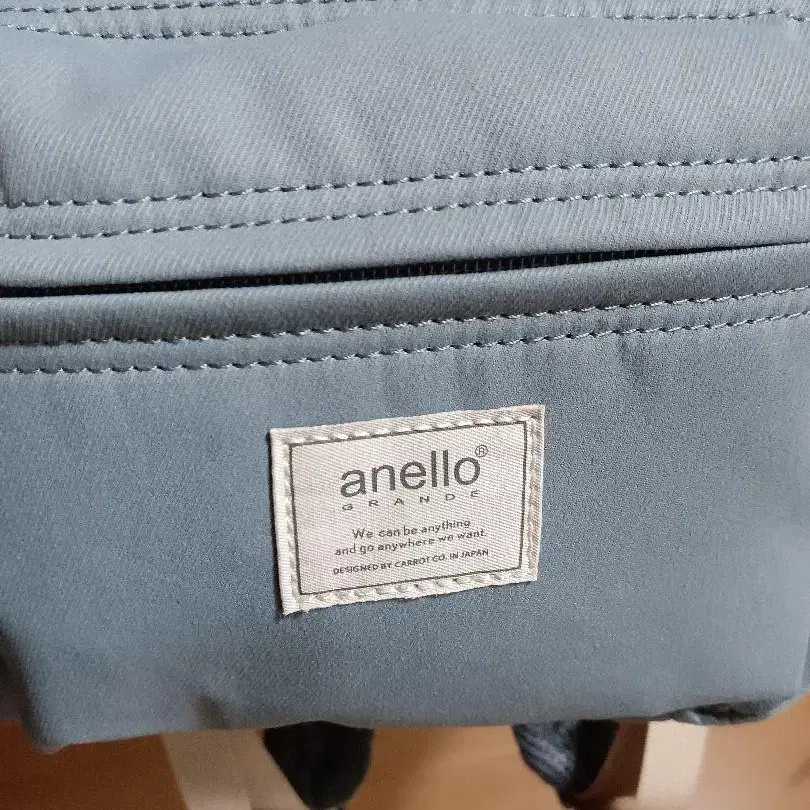 anello®
GRANDE
We can be anything
and go anywhere we want.
DESIGNED BY CARROT CO. IN JAPAN